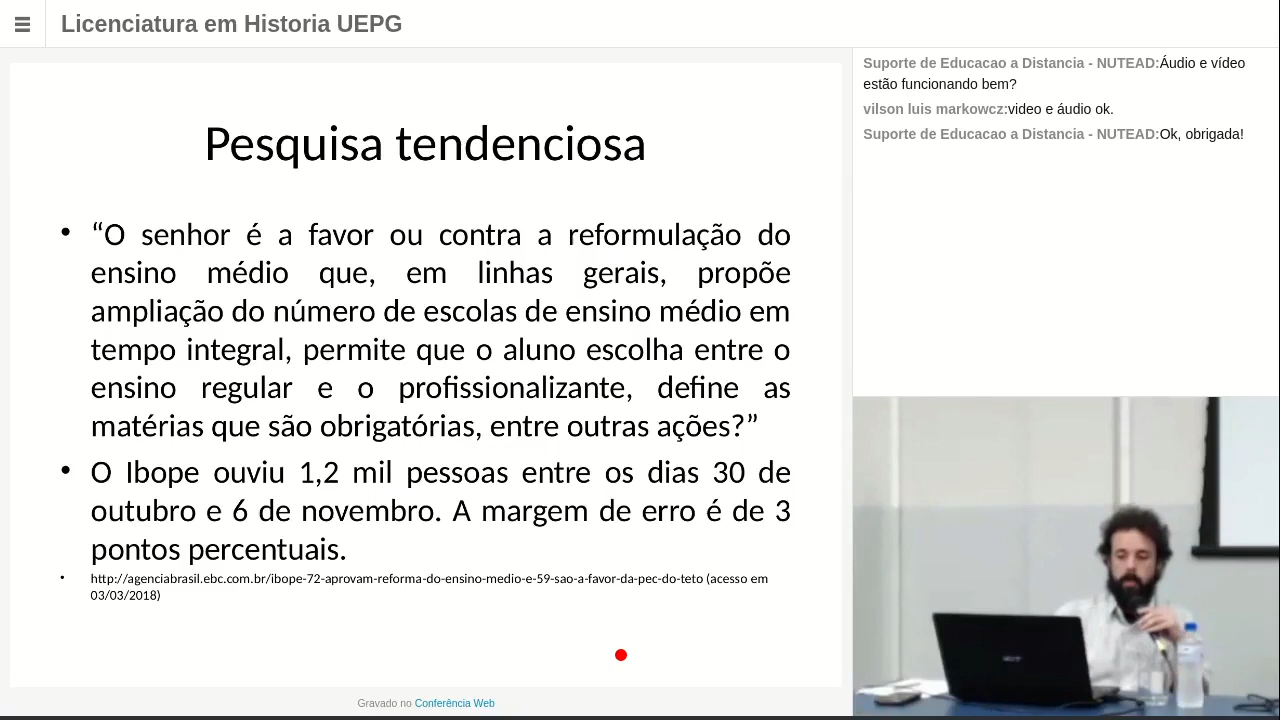 Licenciatura em Historia UEPG
Pesquisa tendenciosa
• “O senhor é a favor ou contra a reformulação do
ensino médio que, em linhas gerais, propõe
ampliação do número de escolas de ensino médio em
tempo integral, permite que o aluno escolha entre o
ensino regular e o profissionalizante, define as
matérias que são obrigatórias, entre outras ações?”
• O Ibope ouviu 1,2 mil pessoas entre os dias 30 de
outubro e 6 de novembro. A margem de erro é de 3
pontos percentuais.
• http://agenciabrasil.ebc.com.br/ibope-72-aprovam-reforma-do-ensino-medio-e-59-sao-a-favor-da-pec-do-teto (acesso em
03/03/2018)
Gravado no Conferência Web
Suporte de Educacao a Distancia - NUTEAD:Áudio e vídeo
estão funcionando bem?
vilson luis markowcz:video e áudio ok.
Suporte de Educacao a Distancia - NUTEAD:Ok, obrigada!
acer